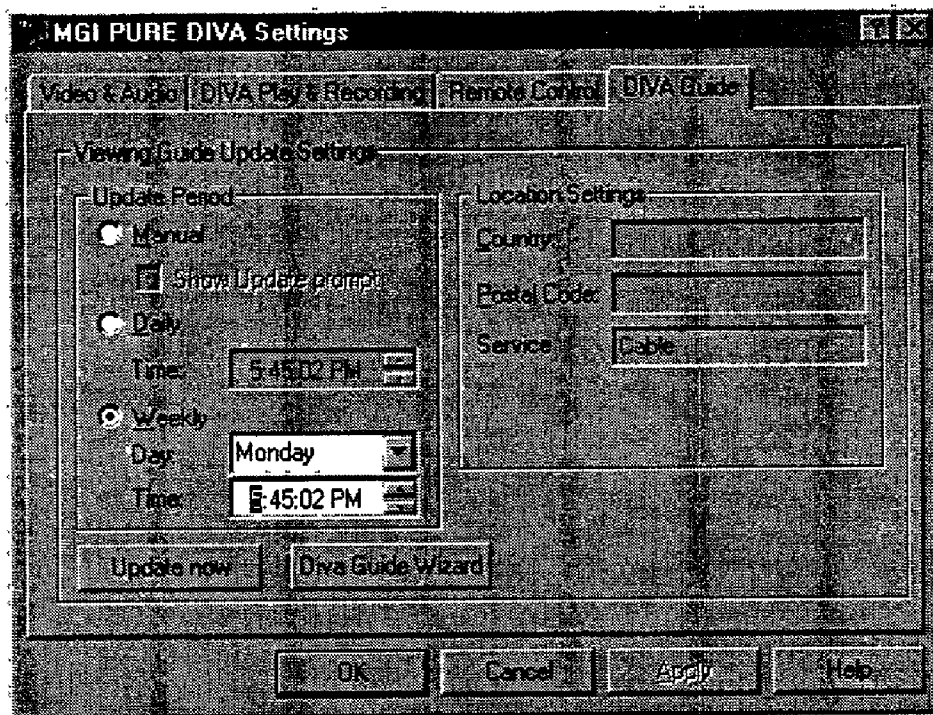 MGI PURE DIVA Settings
Video & Audio DIVA Play & Recording Remote Control DIVA Guide
Viewing Guide Update Settings
Update Period
Manual
Show Update prompt
Daily
Time: 5:45:02 PM
Weekly
Day: Monday
Time: 5:45:02 PM
Location Settings
Country:
Postal Code:
Service Cable
Update now Diva Guide Wizard
OK Cancel Apply Help